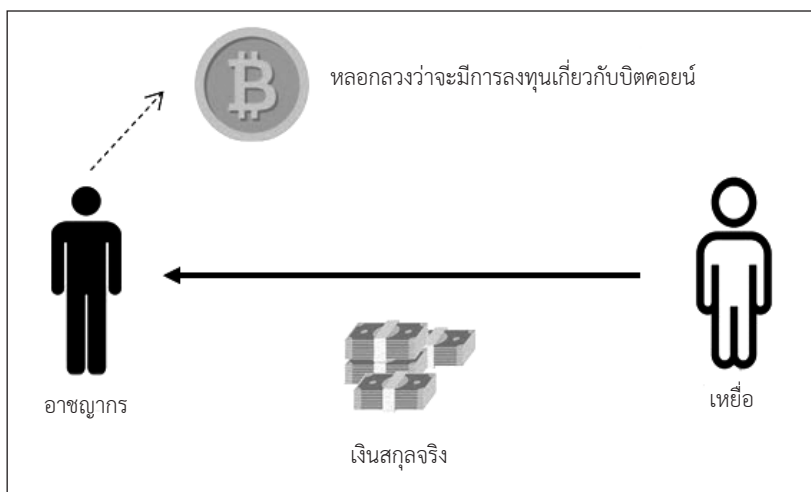 หลอกลวงว่าจะมีการลงทุนเกี่ยวกับบิตคอยน์
อาชญากร
เหยื่อ
เงินสกุลจริง